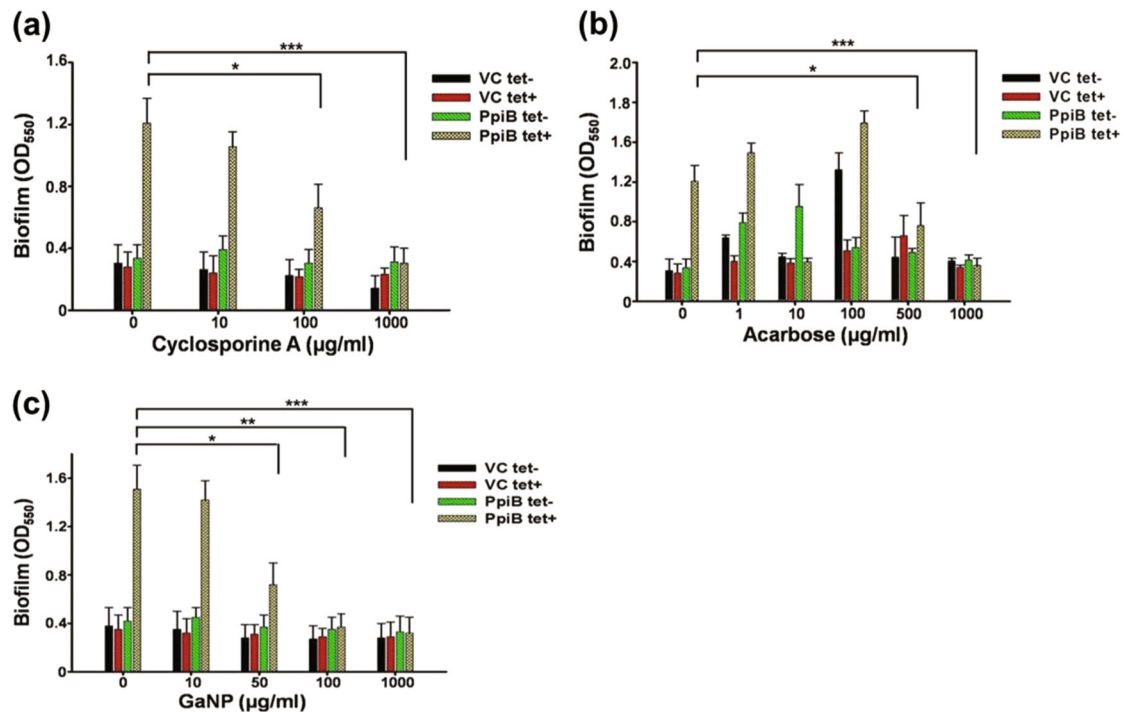 (a)
***
*
1.6
1.2
0.8
0.4
0
Biofilm (OD550)
VC tet-
VC tet+
PpiB tet-
PpiB tet+
0 10 100 1000
Cyclosporine A (µg/ml)
(b)
***
*
2.0
1.8
1.6
1.2
0.8
0.4
0
Biofilm (OD550)
VC tet-
VC tet+
PpiB tet-
PpiB tet+
0 1 10 100 500 1000
Acarbose (µg/ml)
(c)
***
**
*
1.6
1.2
0.8
0.4
0
Biofilm (OD550)
VC tet-
VC tet+
PpiB tet-
PpiB tet+
0 10 50 100 1000
GaNP (µg/ml)